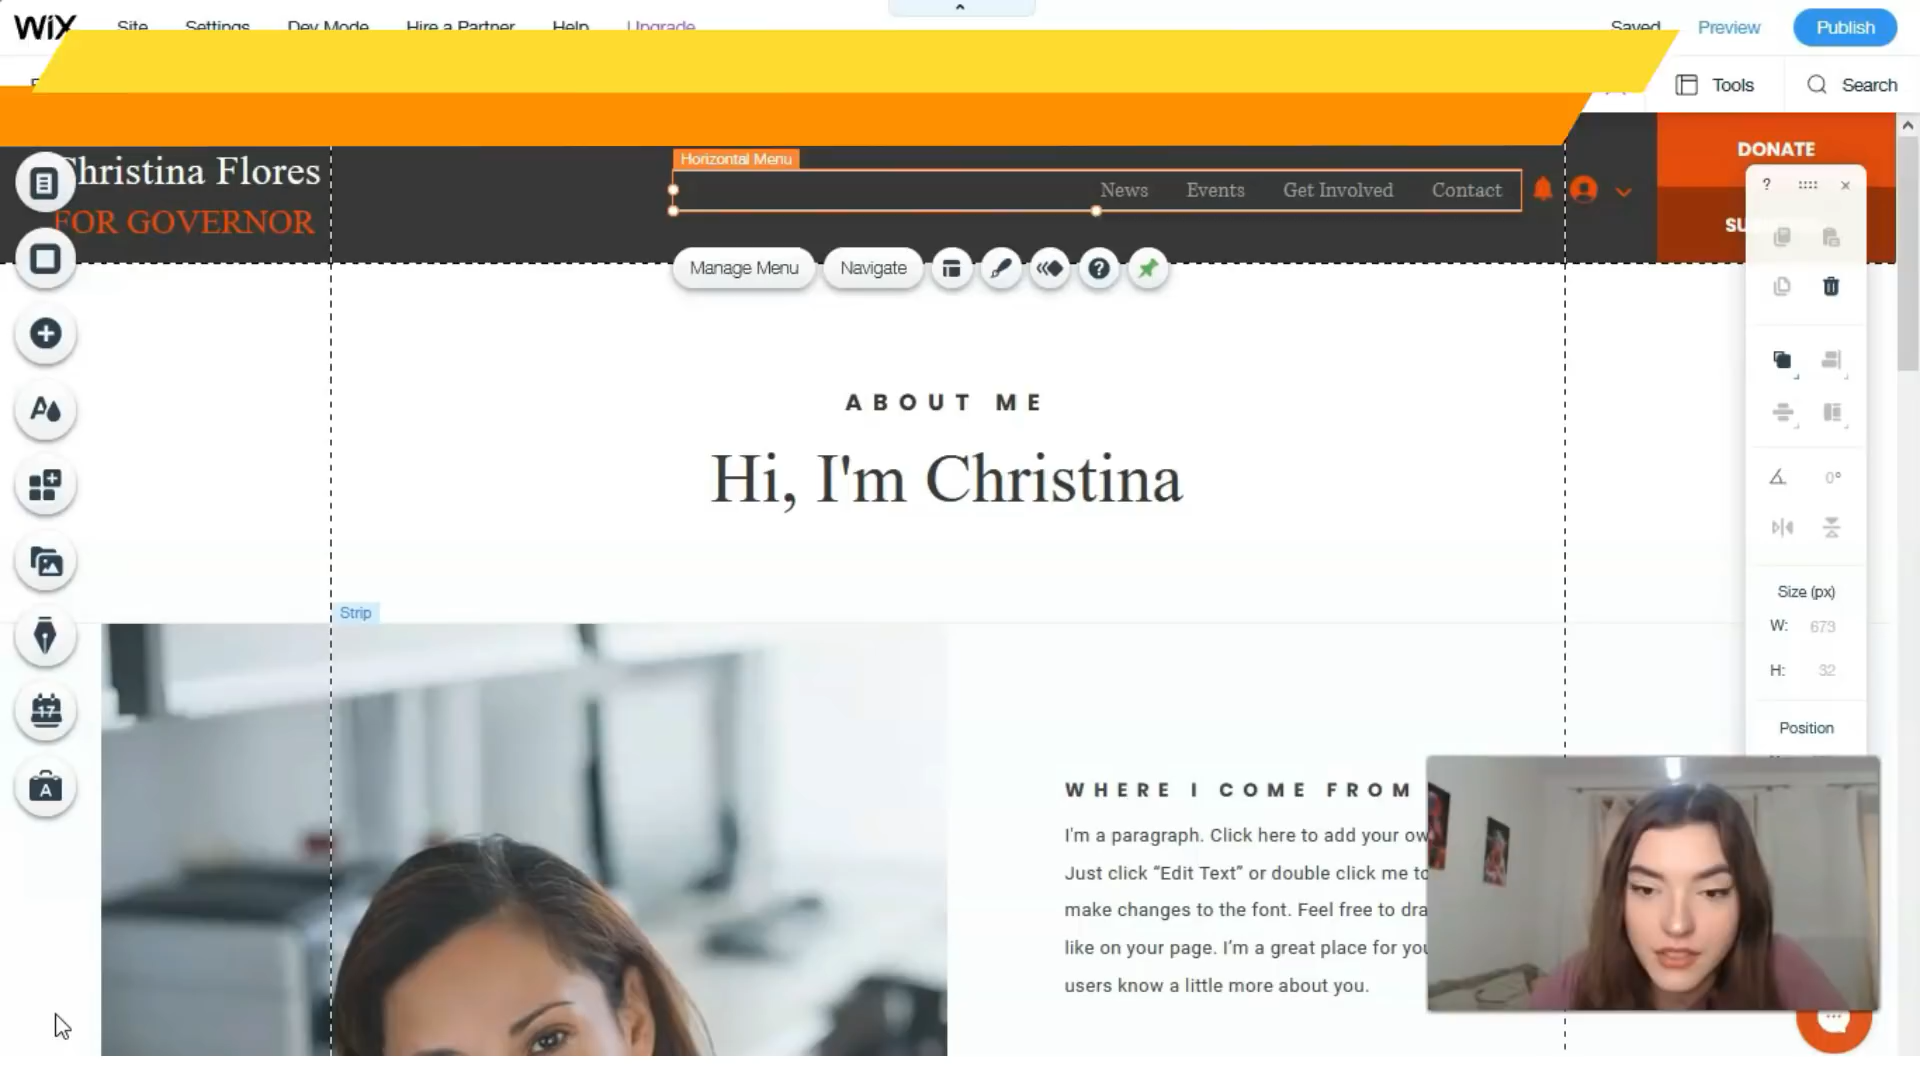 WiX Site Settings Dev Mode Hire a Partner Help Upgrade Saved Preview Publish
Tools Search
Christina Flores
FOR GOVERNOR
Horizontal Menu
News Events Get Involved Contact
DONATE
Manage Menu Navigate
ABOUT ME
Hi, I'm Christina
Strip
WHERE I COME FROM
I'm a paragraph. Click here to add your
Just click “Edit Text” or double click me to
make changes to the font. Feel free to
like on your page. I’m a great place for
users know a little more about you.
? ×
0°
Size (px)
W: 673
H: 32
Position
17
A